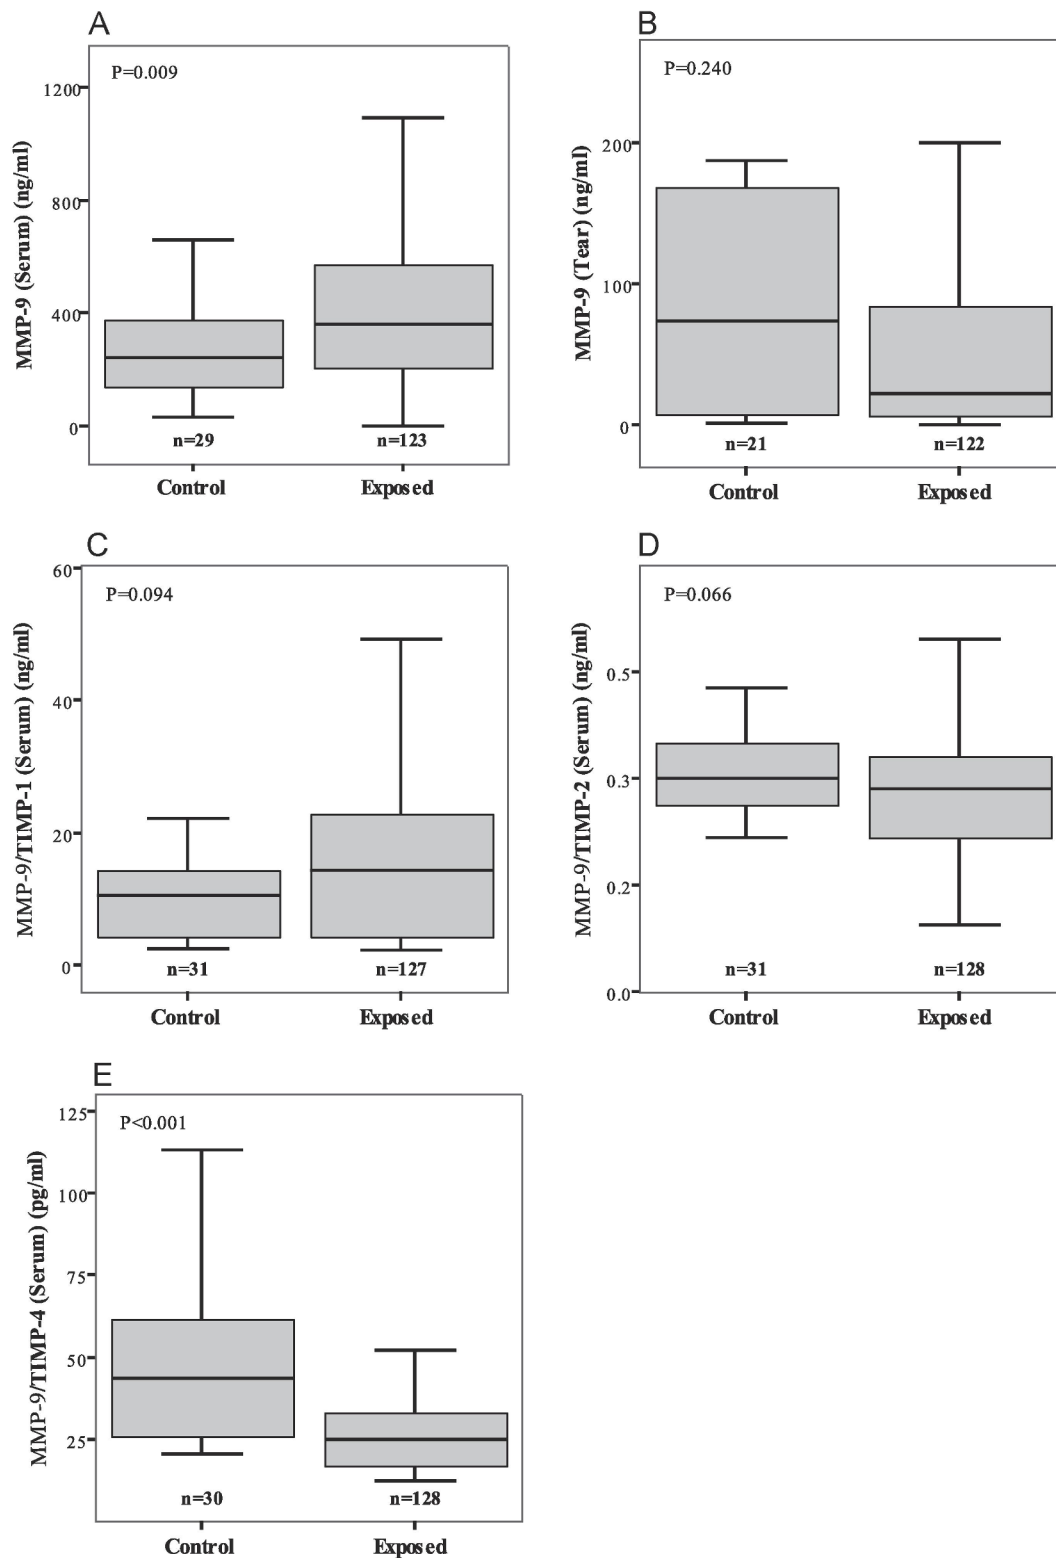 A
P=0.009
MMP-9 (Serum) (ng/ml)
1200
800
400
0
n=29
n=123
Control
Exposed
B
P=0.240
MMP-9 (Tear) (ng/ml)
200
100
0
n=21
n=122
Control
Exposed
C
P=0.094
MMP-9/TIMP-1 (Serum) (ng/ml)
60
40
20
0
n=31
n=127
Control
Exposed
D
P=0.066
MMP-9/TIMP-2 (Serum) (ng/ml)
0.5
0.3
0.2
0.0
n=31
n=128
Control
Exposed
E
P<0.001
MMP-9/TIMP-4 (Serum) (pg/ml)
125
100
75
50
25
n=30
n=128
Control
Exposed